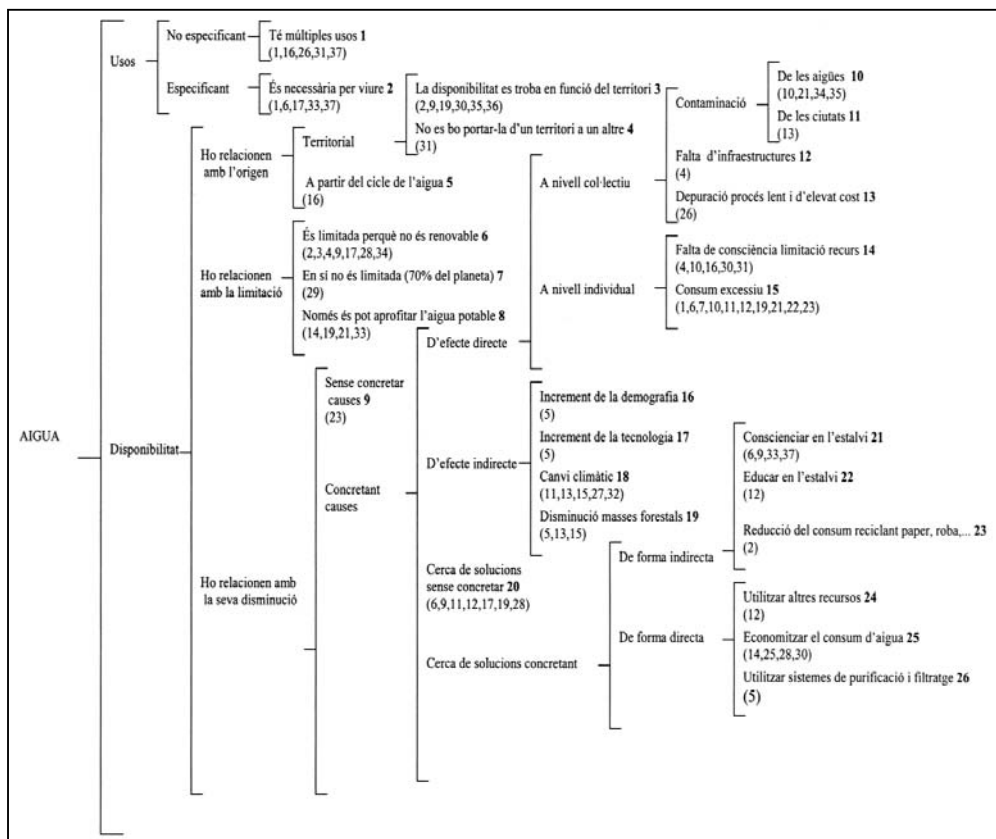 AIGUA
Usos
No especificant
Té múltiples usos 1
(1,16,26,31,37)
Especificant
És necessària per viure 2
(1,6,17,33,37)
Disponibilitat
Ho relacionen
amb l'origen
Territorial
La disponibilitat es troba en funció del territori 3
(2,9,19,30,35,36)
No es bo portar-la d'un territori a un altre 4
(31)
A partir del cicle de l'aigua 5
(16)
Ho relacionen
amb la limitació
És limitada perquè no és renovable 6
(2,3,4,9,17,28,34)
En sí no és limitada (70% del planeta) 7
(29)
Només és pot aprofitar l'aigua potable 8
(14,19,21,33)
Ho relacionen amb
la seva disminució
Sense concretar
causes 9
(23)
Concretant
causes
D'efecte directe
A nivell col·lectiu
Contaminació
De les aigües 10
(10,21,34,35)
De les ciutats 11
(13)
Falta d'infraestructures 12
(4)
Depuració procés lent i d'elevat cost 13
(26)
A nivell individual
Falta de consciència limitació recurs 14
(4,10,16,30,31)
Consum excessiu 15
(1,6,7,10,11,12,19,21,22,23)
D'efecte indirecte
Increment de la demografia 16
(5)
Increment de la tecnologia 17
(5)
Canvi climàtic 18
(11,13,15,27,32)
Disminució masses forestals 19
(5,13,15)
Cerca de solucions
sense concretar 20
(6,9,11,12,17,19,28)
Cerca de solucions concretant
De forma indirecta
Conscienciar en l'estalvi 21
(6,9,33,37)
Educar en l'estalvi 22
(12)
Reducció del consum reciclant paper, roba,... 23
(2)
De forma directa
Utilitzar altres recursos 24
(12)
Economitzar el consum d'aigua 25
(14,25,28,30)
Utilitzar sistemes de purificació i filtratge 26
(5)